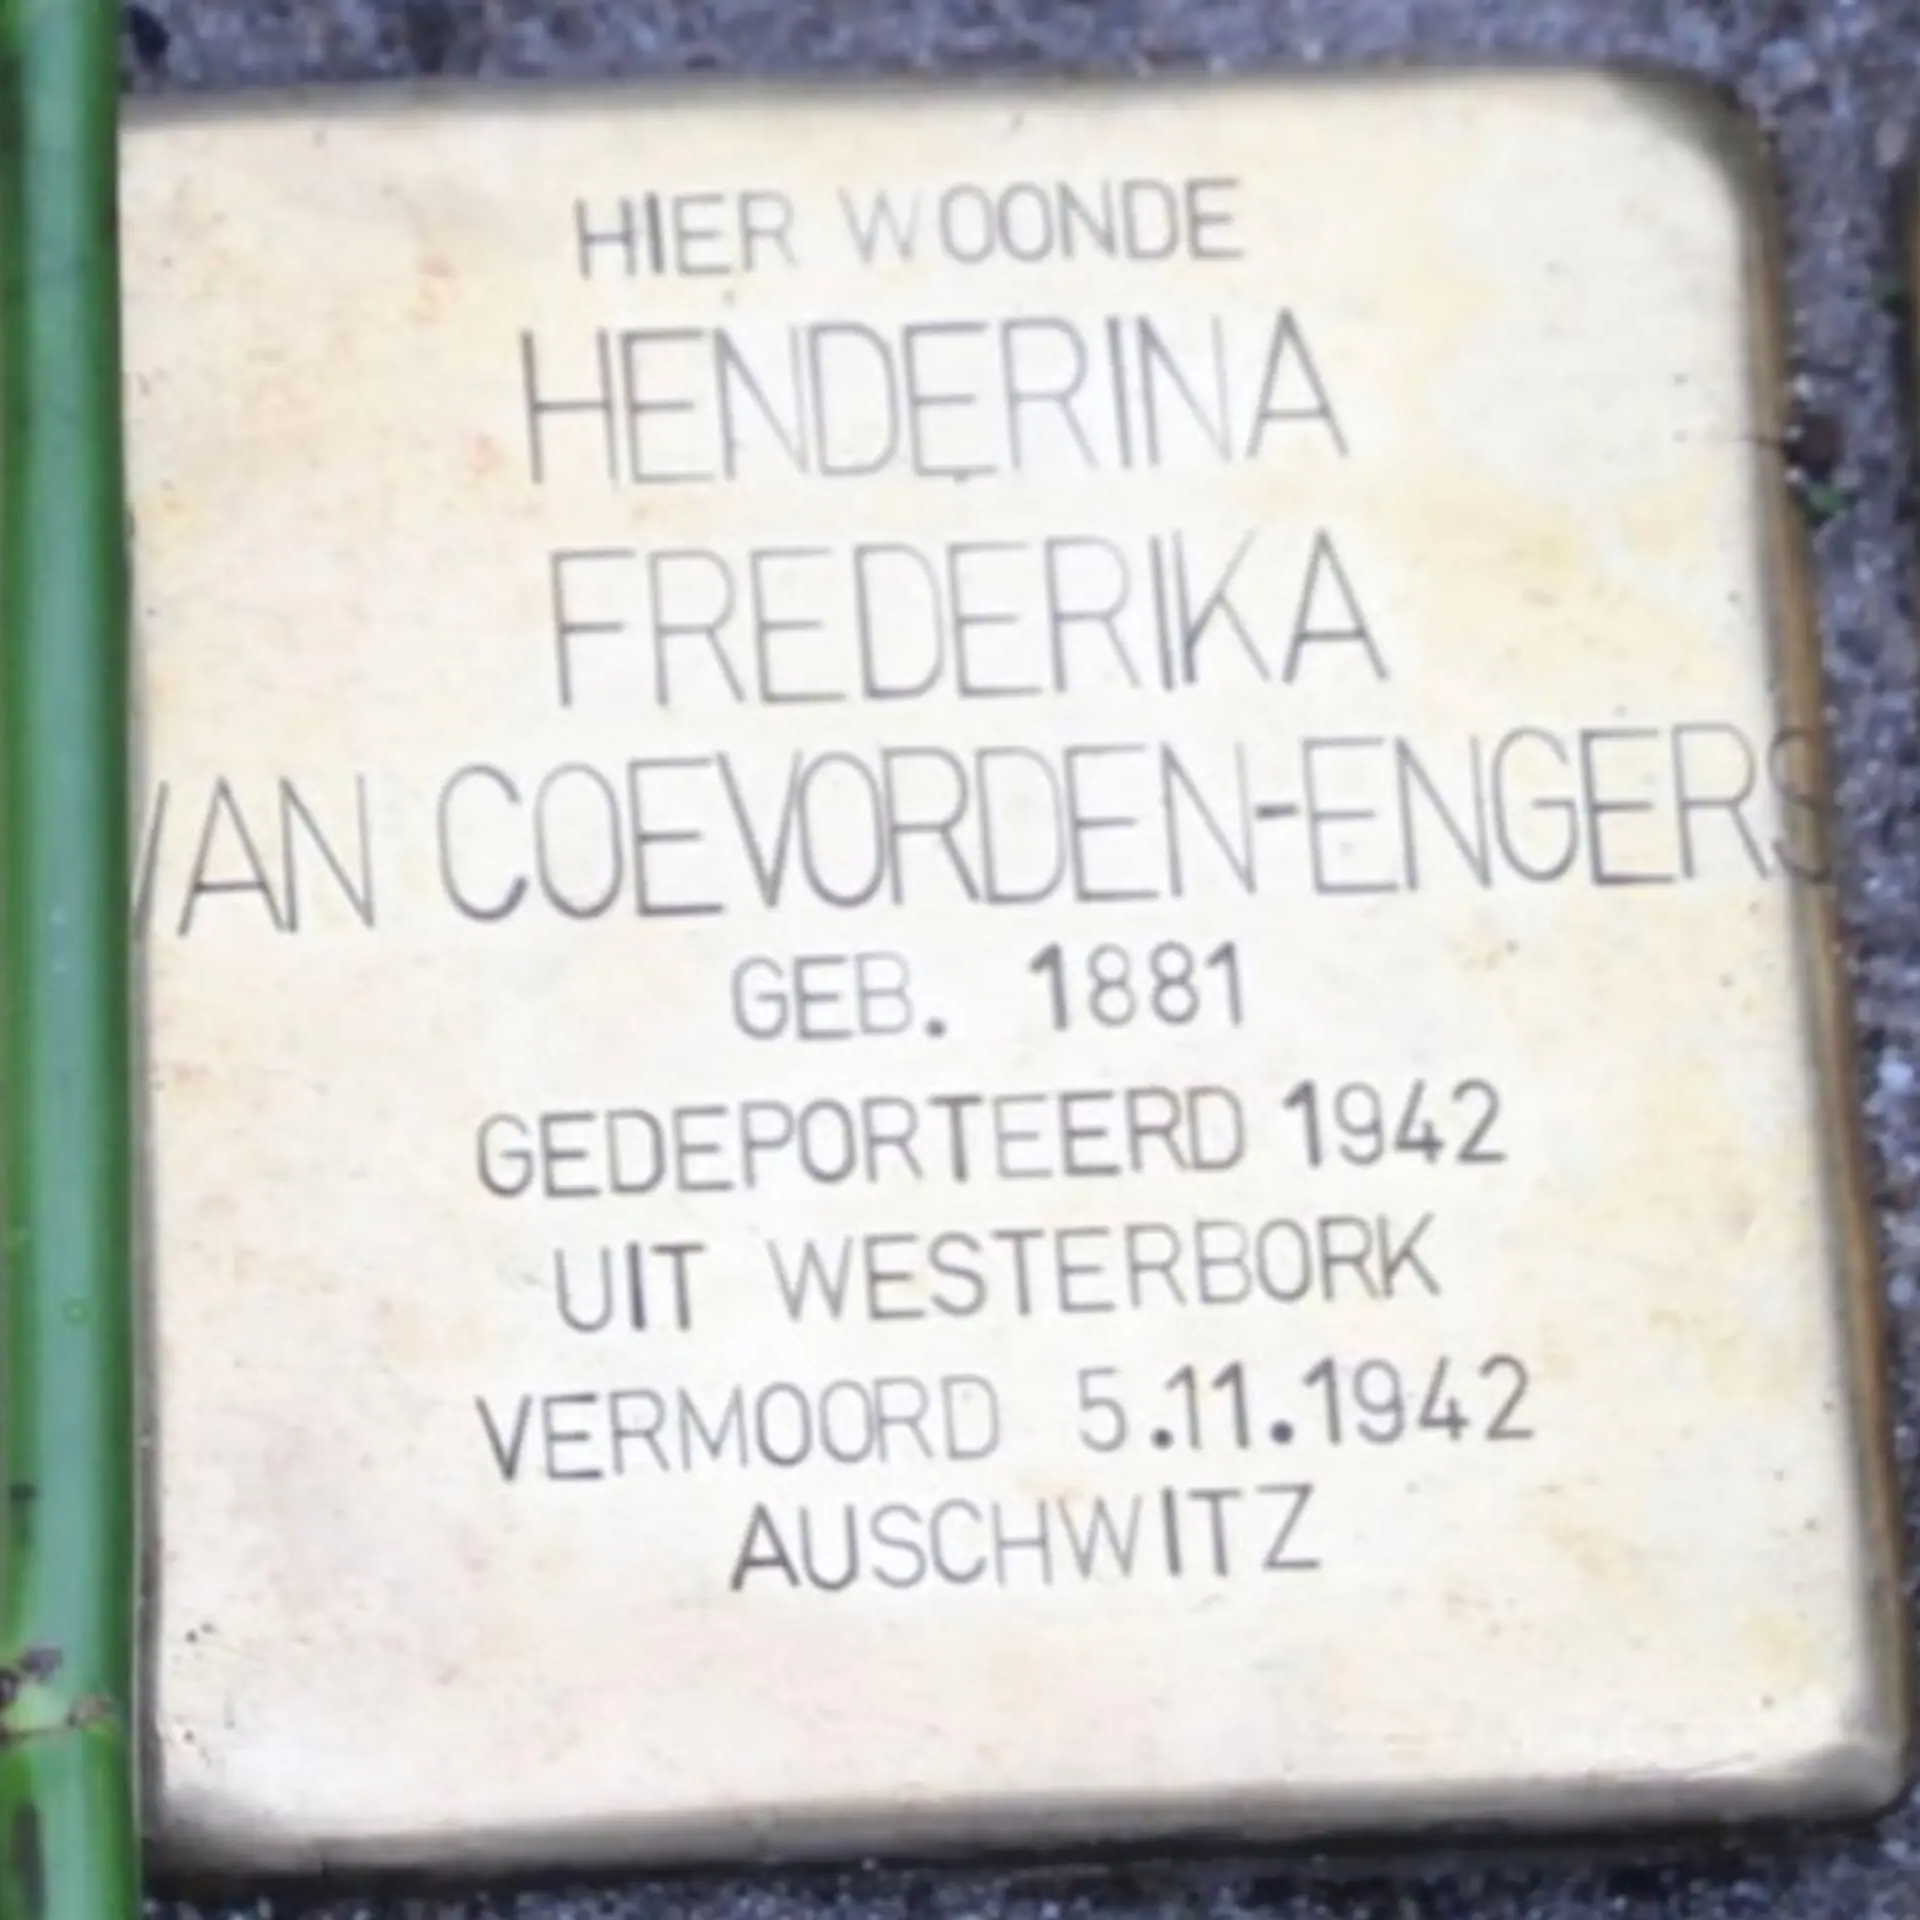 HIER WOONDE
HENDERINA
FREDERIKA
VAN COEVORDEN-ENGERS
GEB. 1881
GEDEPORTEERD 1942
UIT WESTERBORK
VERMOORD 5.11.1942
AUSCHWITZ